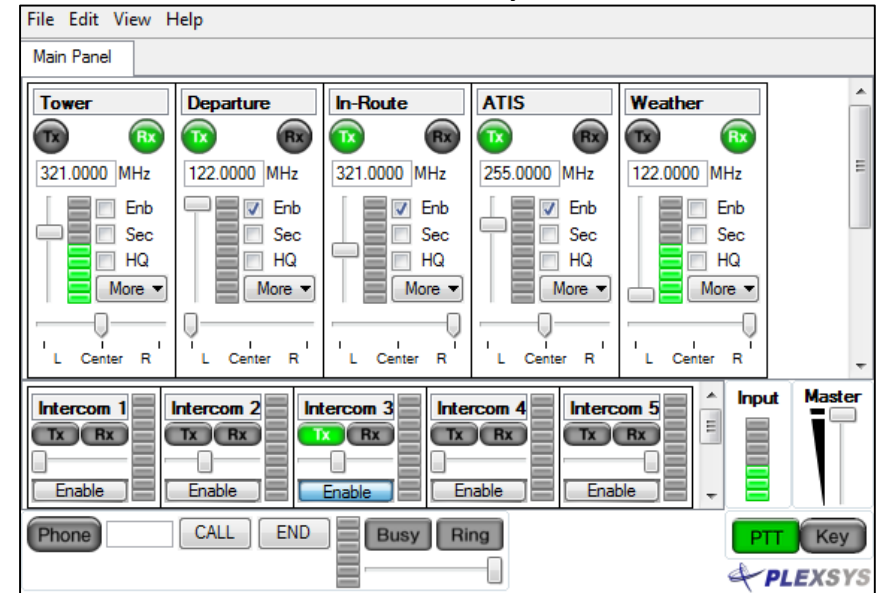 File Edit View Help
Main Panel
Tower Departure In-Route ATIS Weather
Tx Rx Tx Rx Tx Rx Tx Rx Tx Rx
321.0000 MHz 122.0000 MHz 321.0000 MHz 255.0000 MHz 122.0000 MHz
Enb Enb Enb Enb Enb
Sec Sec Sec Sec Sec
HQ HQ HQ HQ HQ
More More More More More
L Center R L Center R L Center R L Center R L Center R
Intercom 1 Intercom 2 Intercom 3 Intercom 4 Intercom 5 Input Master
Tx Rx Tx Rx Tx Rx Tx Rx Tx Rx
Enable Enable Enable Enable Enable
Phone CALL END Busy Ring PTT Key
PLEXSYS